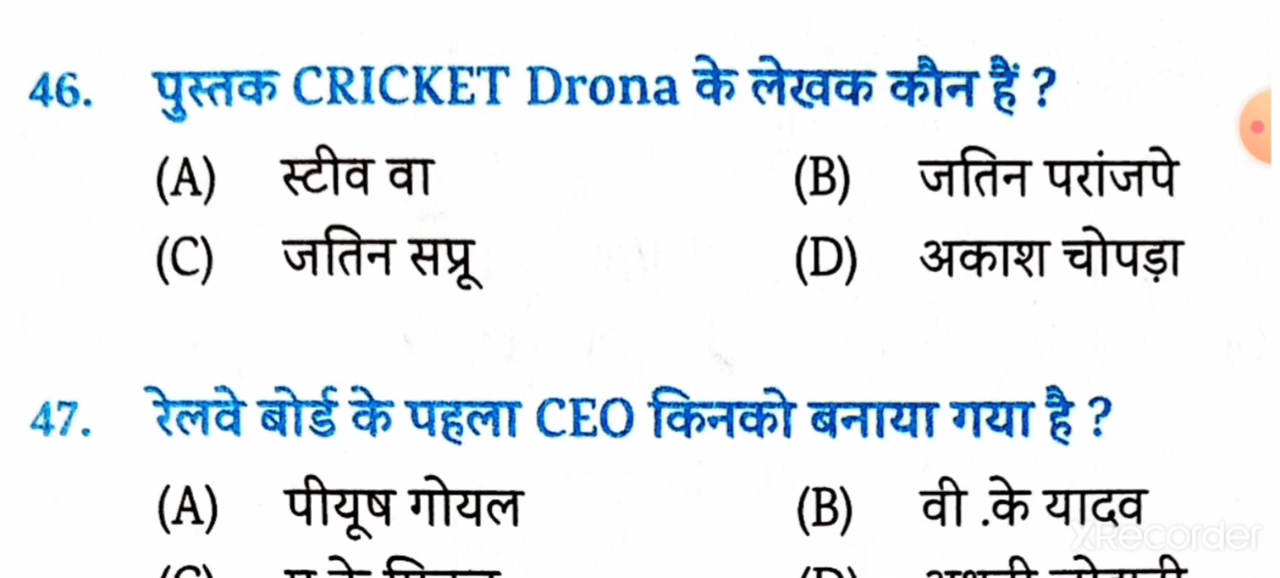 46. पुस्तक CRICKET Drona के लेखक कौन हैं ?
(A) स्टीव वा (B) जतिन परांजपे
(C) जतिन सप्रू (D) अकाश चोपड़ा
47. रेलवे बोर्ड के पहला CEO किनको बनाया गया है ?
(A) पीयूष गोयल (B) वी .के यादव
XRecorder